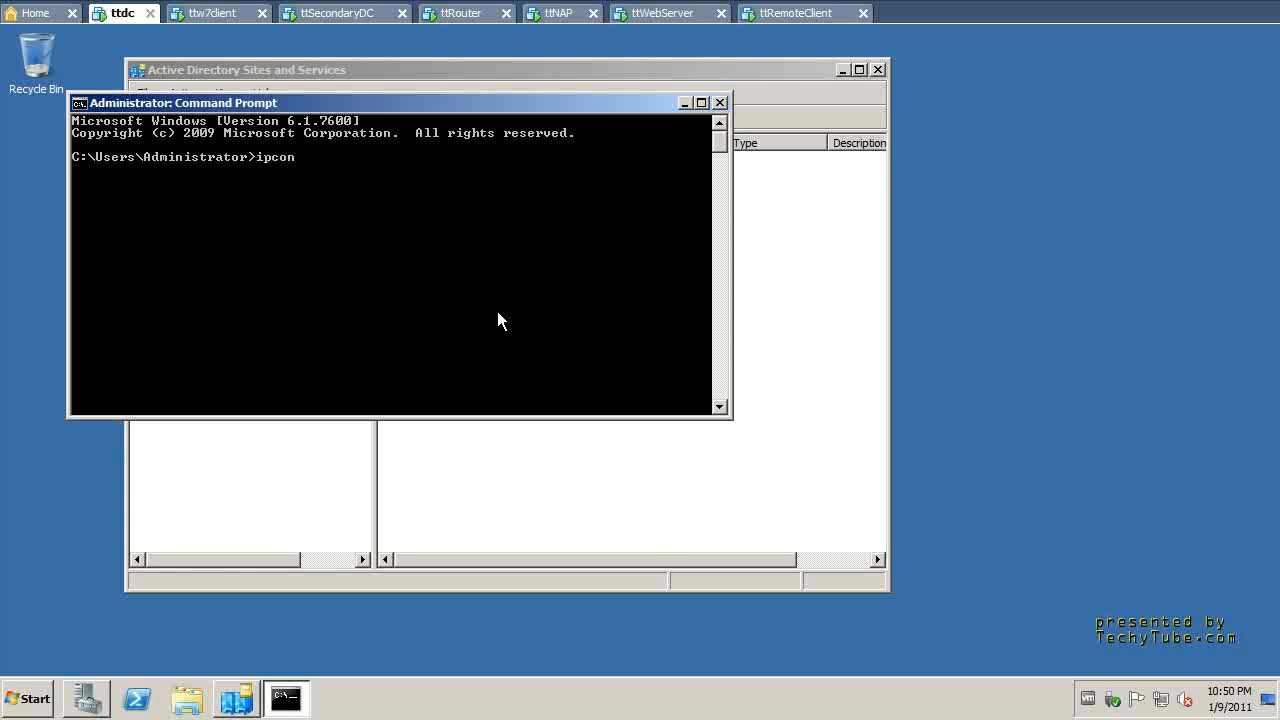 Home
ttdc
ttw7client
ttSecondaryDC
ttRouter
ttNAP
ttWebServer
ttRemoteClient
Recycle Bin
Active Directory Sites and Services
Administrator: Command Prompt
Microsoft Windows [Version 6.1.7600]
Copyright (c) 2009 Microsoft Corporation. All rights reserved.
C:\Users\Administrator>ipcon
Type
Description
presented by
TechyTube.com
Start
10:50 PM
1/9/2011